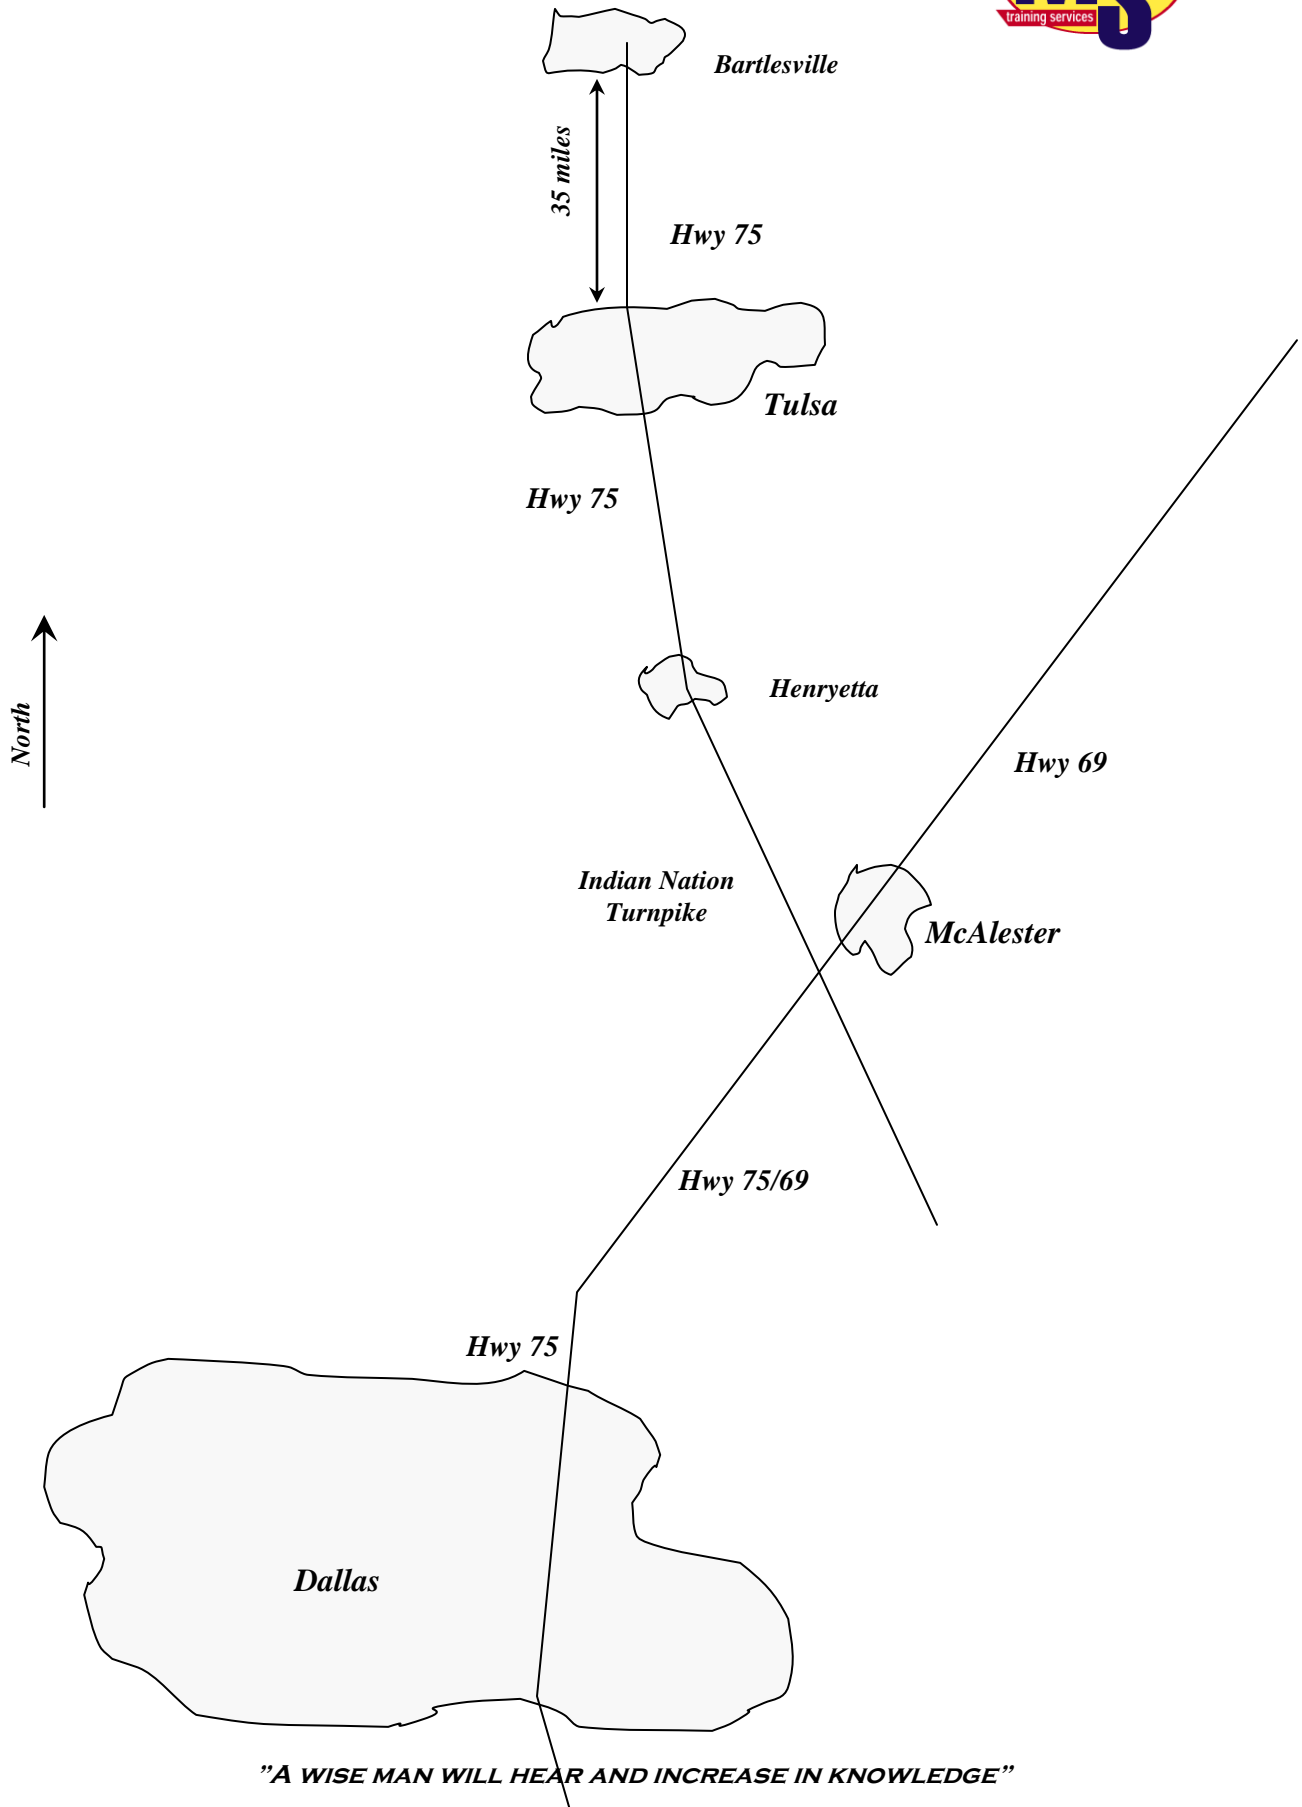 training services
Bartlesville
35 miles
Hwy 75
Tulsa
Hwy 75
Henryetta
North
Hwy 69
Indian Nation
Turnpike
McAlester
Hwy 75/69
Hwy 75
Dallas
”A WISE MAN WILL HEAR AND INCREASE IN KNOWLEDGE”